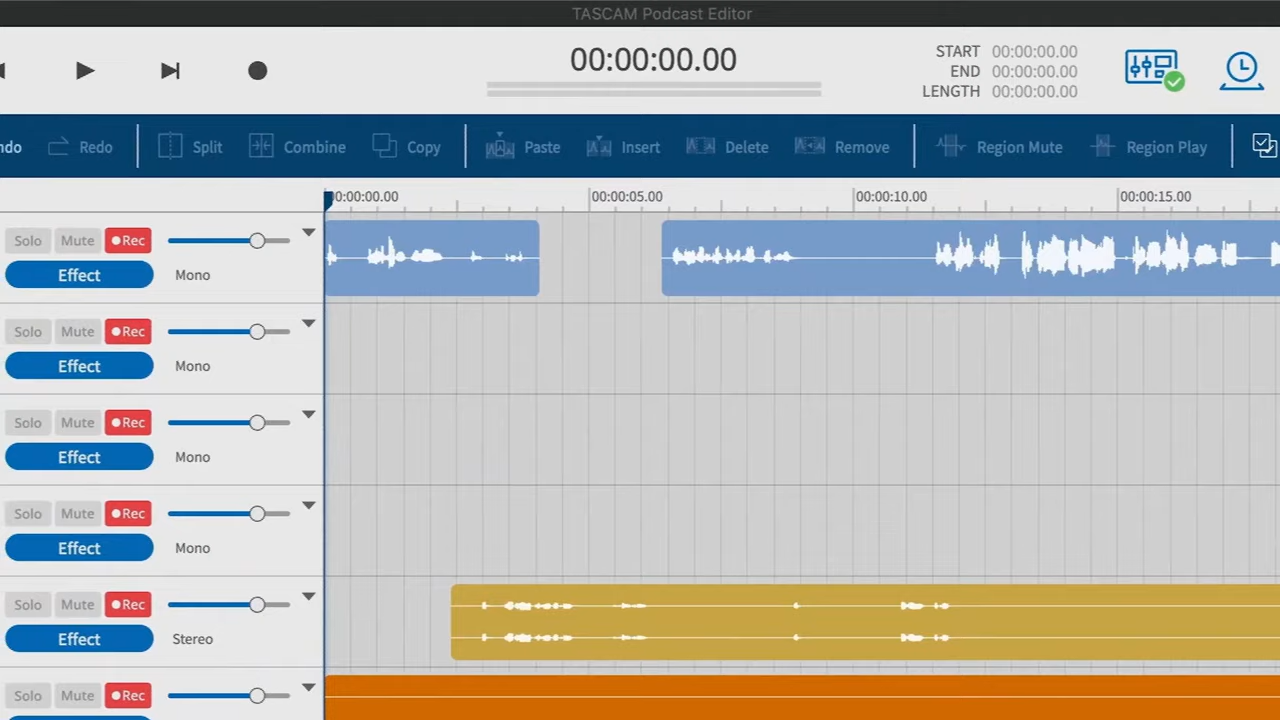 TASCAM Podcast Editor
00:00:00.00
START 00:00:00.00
END 00:00:00.00
LENGTH 00:00:00.00
ndo Redo Split Combine Copy Paste Insert Delete Remove Region Mute Region Play
00:00:00.00 00:00:05.00 00:00:10.00 00:00:15.00
Solo Mute Rec
Effect Mono
Solo Mute Rec
Effect Mono
Solo Mute Rec
Effect Mono
Solo Mute Rec
Effect Mono
Solo Mute Rec
Effect Stereo
Solo Mute Rec